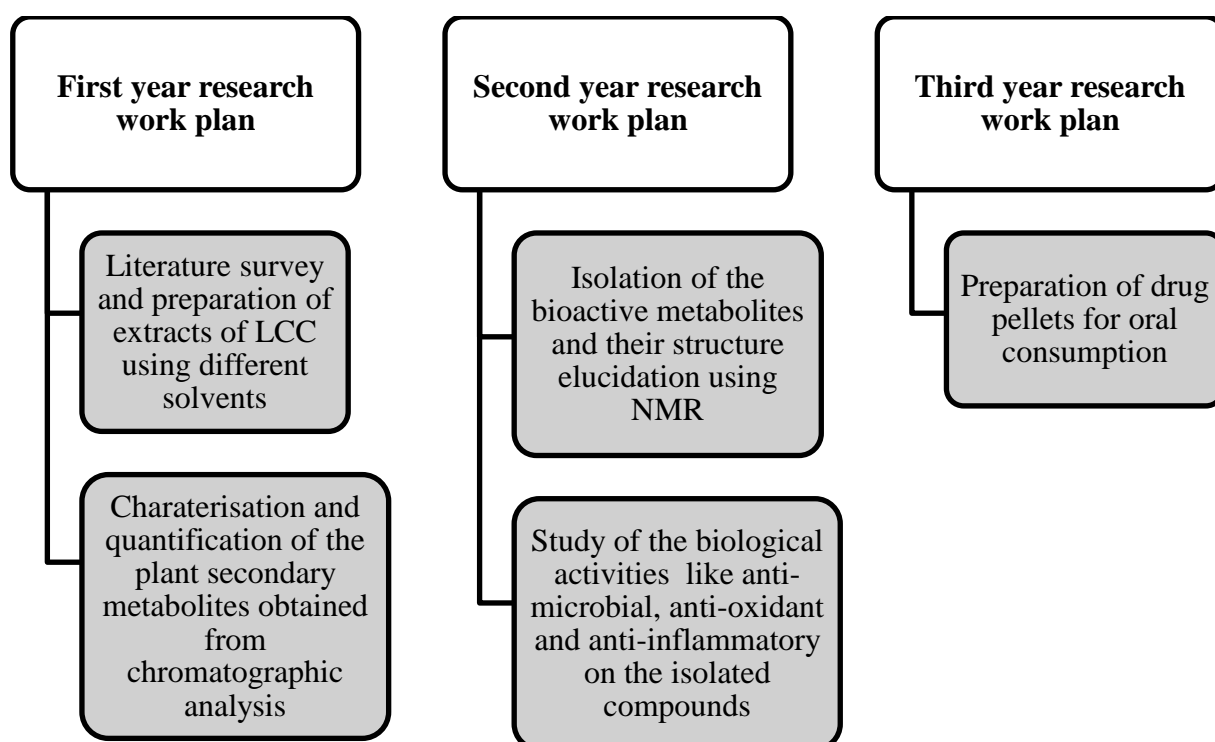 First year research
work plan
Literature survey
and preparation of
extracts of LCC
using different
solvents
Charaterisation and
quantification of the
plant secondary
metabolites obtained
from
chromatographic
analysis
Second year research
work plan
Isolation of the
bioactive metabolites
and their structure
elucidation using
NMR
Study of the biological
activities like anti-
microbial, anti-oxidant
and anti-inflammatory
on the isolated
compounds
Third year research
work plan
Preparation of drug
pellets for oral
consumption